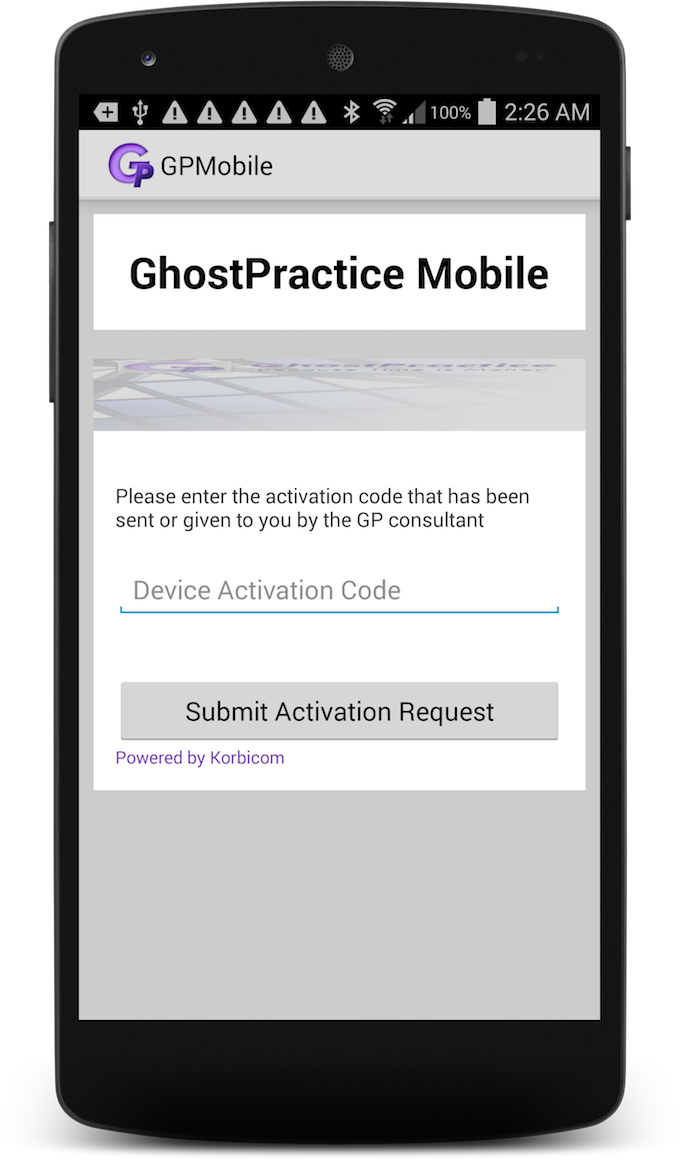 100% 2:26 AM
GP GPMobile
GhostPractice Mobile
GhostPractice
Please enter the activation code that has been
sent or given to you by the GP consultant
Device Activation Code
Submit Activation Request
Powered by Korbicom